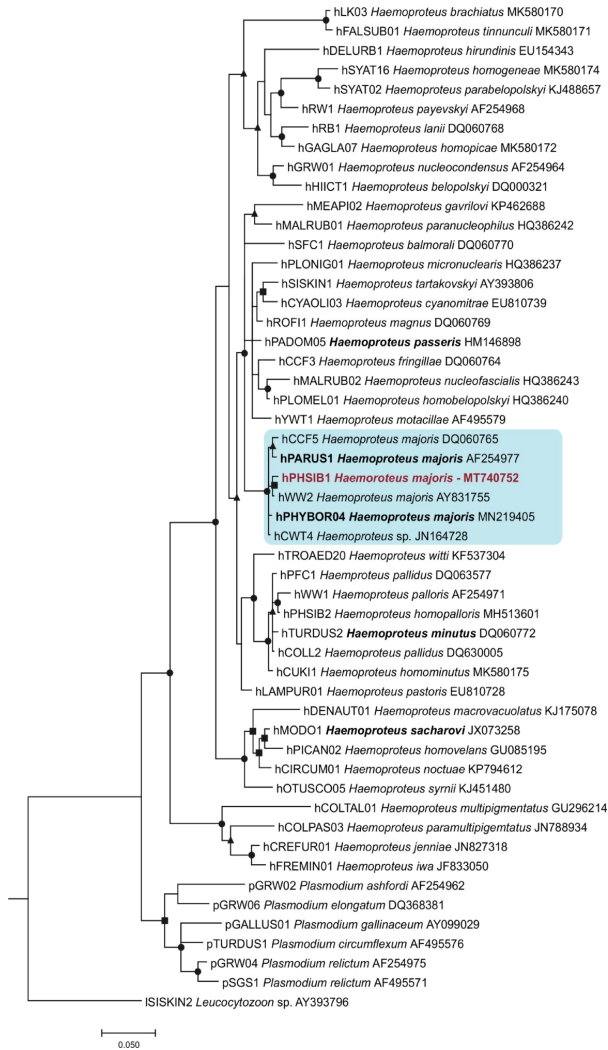 hLK03 Haemoproteus brachiatus MK580170
hFALSUB01 Haemoproteus tinnunculi MK580171
hDELURB1 Haemoproteus hirundinis EU154343
hSYAT16 Haemoproteus homogeneae MK580174
hSYAT02 Haemoproteus parabelopolskyi KJ488657
hRW1 Haemoproteus payevskyi AF254968
hRB1 Haemoproteus lanii DQ060768
hGAGLA07 Haemoproteus homopicae MK580172
hGRW01 Haemoproteus nucleocondensus AF254964
hHIICT1 Haemoproteus belopolskyi DQ000321
hMEAPI02 Haemoproteus gavrilovi KP462688
hMALRUB01 Haemoproteus paranucleophilus HQ386242
hSFC1 Haemoproteus balmorali DQ060770
hPLONIG01 Haemoproteus micronuclearis HQ386237
hSISKIN1 Haemoproteus tartakovskyi AY393806
hCYAOLI03 Haemoproteus cyanomitrae EU810739
hROFI1 Haemoproteus magnus DQ060769
hPADOM05 Haemoproteus passeris HM146898
hCCF3 Haemoproteus fringillae DQ060764
hMALRUB02 Haemoproteus nucleofascialis HQ386243
hPLOMEL01 Haemoproteus homobelopolskyi HQ386240
hYWT1 Haemoproteus motacillae AF495579
hCCF5 Haemoproteus majoris DQ060765
hPARUS1 Haemoproteus majoris AF254977
hPHSIB1 Haemoroteus majoris - MT740752
hWW2 Haemoproteus majoris AY831755
hPHYBOR04 Haemoproteus majoris MN219405
hCWT4 Haemoproteus sp. JN164728
hTROAED20 Haemoproteus witti KF537304
hPFC1 Haemproteus pallidus DQ063577
hWW1 Haemoproteus palloris AF254971
hPHSIB2 Haemoproteus homopalloris MH513601
hTURDUS2 Haemoproteus minutus DQ060772
hCOLL2 Haemoproteus pallidus DQ630005
hCUKI1 Haemoproteus homominutus MK580175
hLAMPUR01 Haemoproteus pastoris EU810728
hDENAUT01 Haemoproteus macrovacuolatus KJ175078
hMODO1 Haemoproteus sacharovi JX073258
hPICAN02 Haemoproteus homovelans GU085195
hCIRCUM01 Haemoproteus noctuae KP794612
hOTUSCO05 Haemoproteus syrnii KJ451480
hCOLTAL01 Haemoproteus multipigmentatus GU296214
hCOLPAS03 Haemoproteus paramultipigemtatus JN788934
hCREFUR01 Haemoproteus jenniae JN827318
hFREMIN01 Haemoproteus iwa JF833050
pGRW02 Plasmodium ashfordi AF254962
pGRW06 Plasmodium elongatum DQ368381
pGALLUS01 Plasmodium gallinaceum AY099029
pTURDUS1 Plasmodium circumflexum AF495576
pGRW04 Plasmodium relictum AF254975
pSGS1 Plasmodium relictum AF495571
lSISKIN2 Leucocytozoon sp. AY393796
0.050